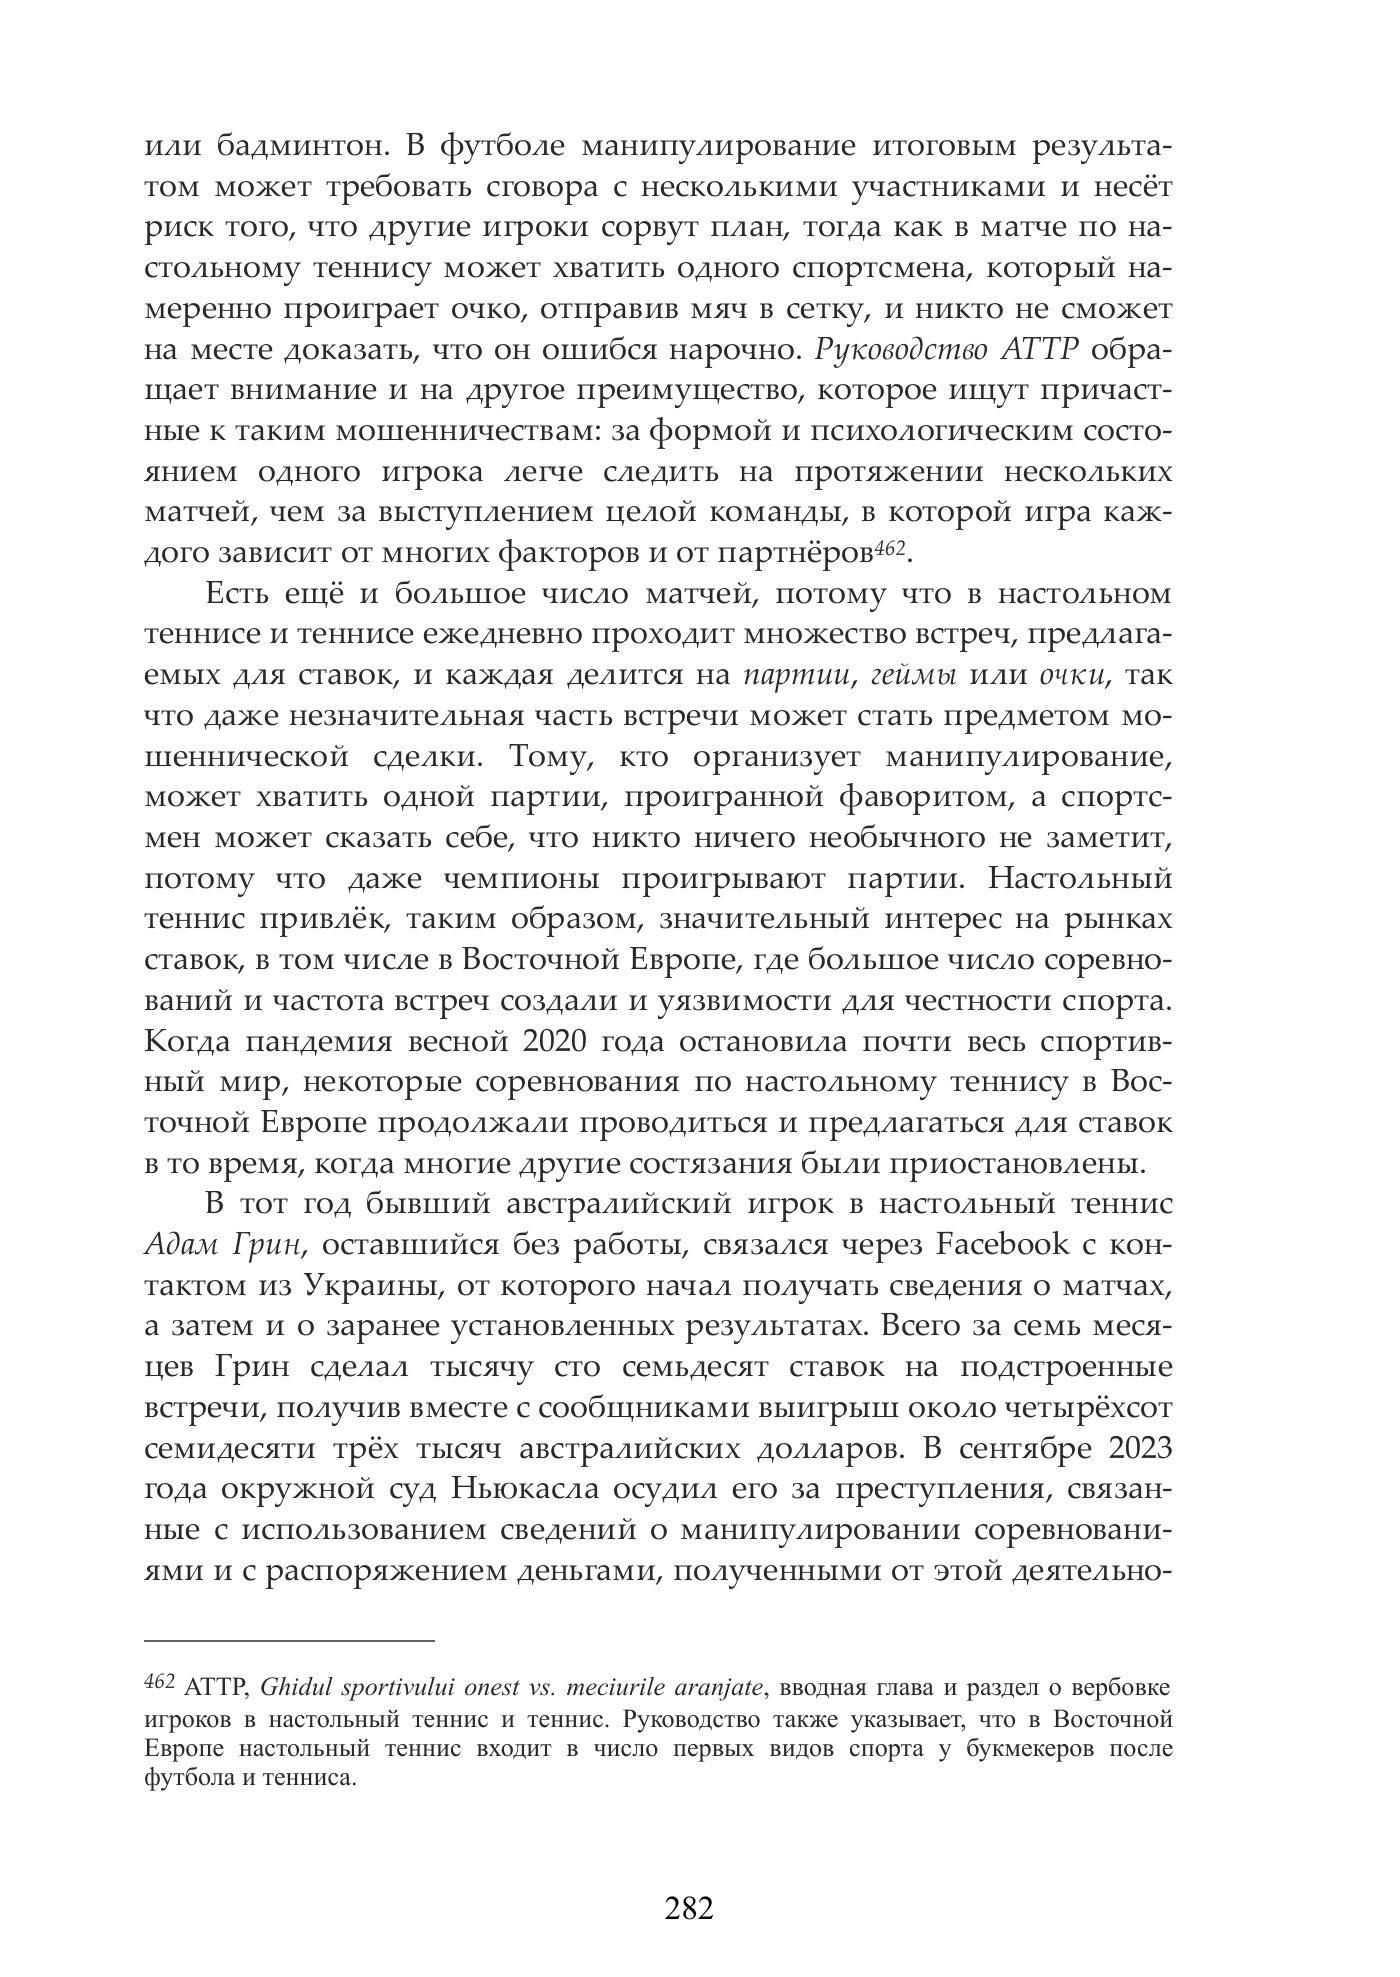 или бадминтон. В футболе манипулирование итоговым результа-
том может требовать сговора с несколькими участниками и несёт
риск того, что другие игроки сорвут план, тогда как в матче по на-
стольному теннису может хватить одного спортсмена, который на-
меренно проиграет очко, отправив мяч в сетку, и никто не сможет
на месте доказать, что он ошибся нарочно. Руководство ATTP обра-
щает внимание и на другое преимущество, которое ищут причаст-
ные к таким мошенничествам: за формой и психологическим состо-
янием одного игрока легче следить на протяжении нескольких
матчей, чем за выступлением целой команды, в которой игра каж-
дого зависит от многих факторов и от партнёров462.
Есть ещё и большое число матчей, потому что в настольном
теннисе и теннисе ежедневно проходит множество встреч, предлага-
емых для ставок, и каждая делится на партии, геймы или очки, так
что даже незначительная часть встречи может стать предметом мо-
шеннической сделки. Тому, кто организует манипулирование,
может хватить одной партии, проигранной фаворитом, а спортс-
мен может сказать себе, что никто ничего необычного не заметит,
потому что даже чемпионы проигрывают партии. Настольный
теннис привлёк, таким образом, значительный интерес на рынках
ставок, в том числе в Восточной Европе, где большое число соревно-
ваний и частота встреч создали и уязвимости для честности спорта.
Когда пандемия весной 2020 года остановила почти весь спортив-
ный мир, некоторые соревнования по настольному теннису в Вос-
точной Европе продолжали проводиться и предлагаться для ставок
в то время, когда многие другие состязания были приостановлены.
В тот год бывший австралийский игрок в настольный теннис
Адам Грин, оставшийся без работы, связался через Facebook с кон-
тактом из Украины, от которого начал получать сведения о матчах,
а затем и о заранее установленных результатах. Всего за семь меся-
цев Грин сделал тысячу сто семьдесят ставок на подстроенные
встречи, получив вместе с сообщниками выигрыш около четырёхсот
семидесяти трёх тысяч австралийских долларов. В сентябре 2023
года окружной суд Ньюкасла осудил его за преступления, связан-
ные с использованием сведений о манипулировании соревновани-
ями и с распоряжением деньгами, полученными от этой деятельно-
462 ATTP, Ghidul sportivului onest vs. meciurile aranjate, вводная глава и раздел о вербовке
игроков в настольный теннис и теннис. Руководство также указывает, что в Восточной
Европе настольный теннис входит в число первых видов спорта у букмекеров после
футбола и тенниса.
282